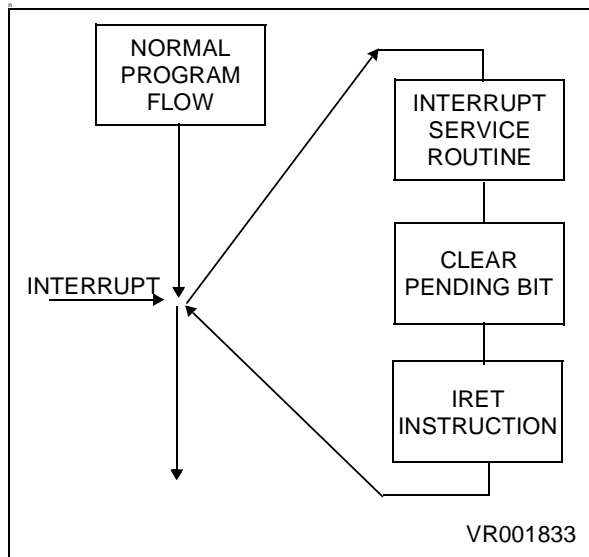 NORMAL
PROGRAM
FLOW
INTERRUPT
SERVICE
ROUTINE
INTERRUPT
CLEAR
PENDING BIT
IRET
INSTRUCTION
VR001833